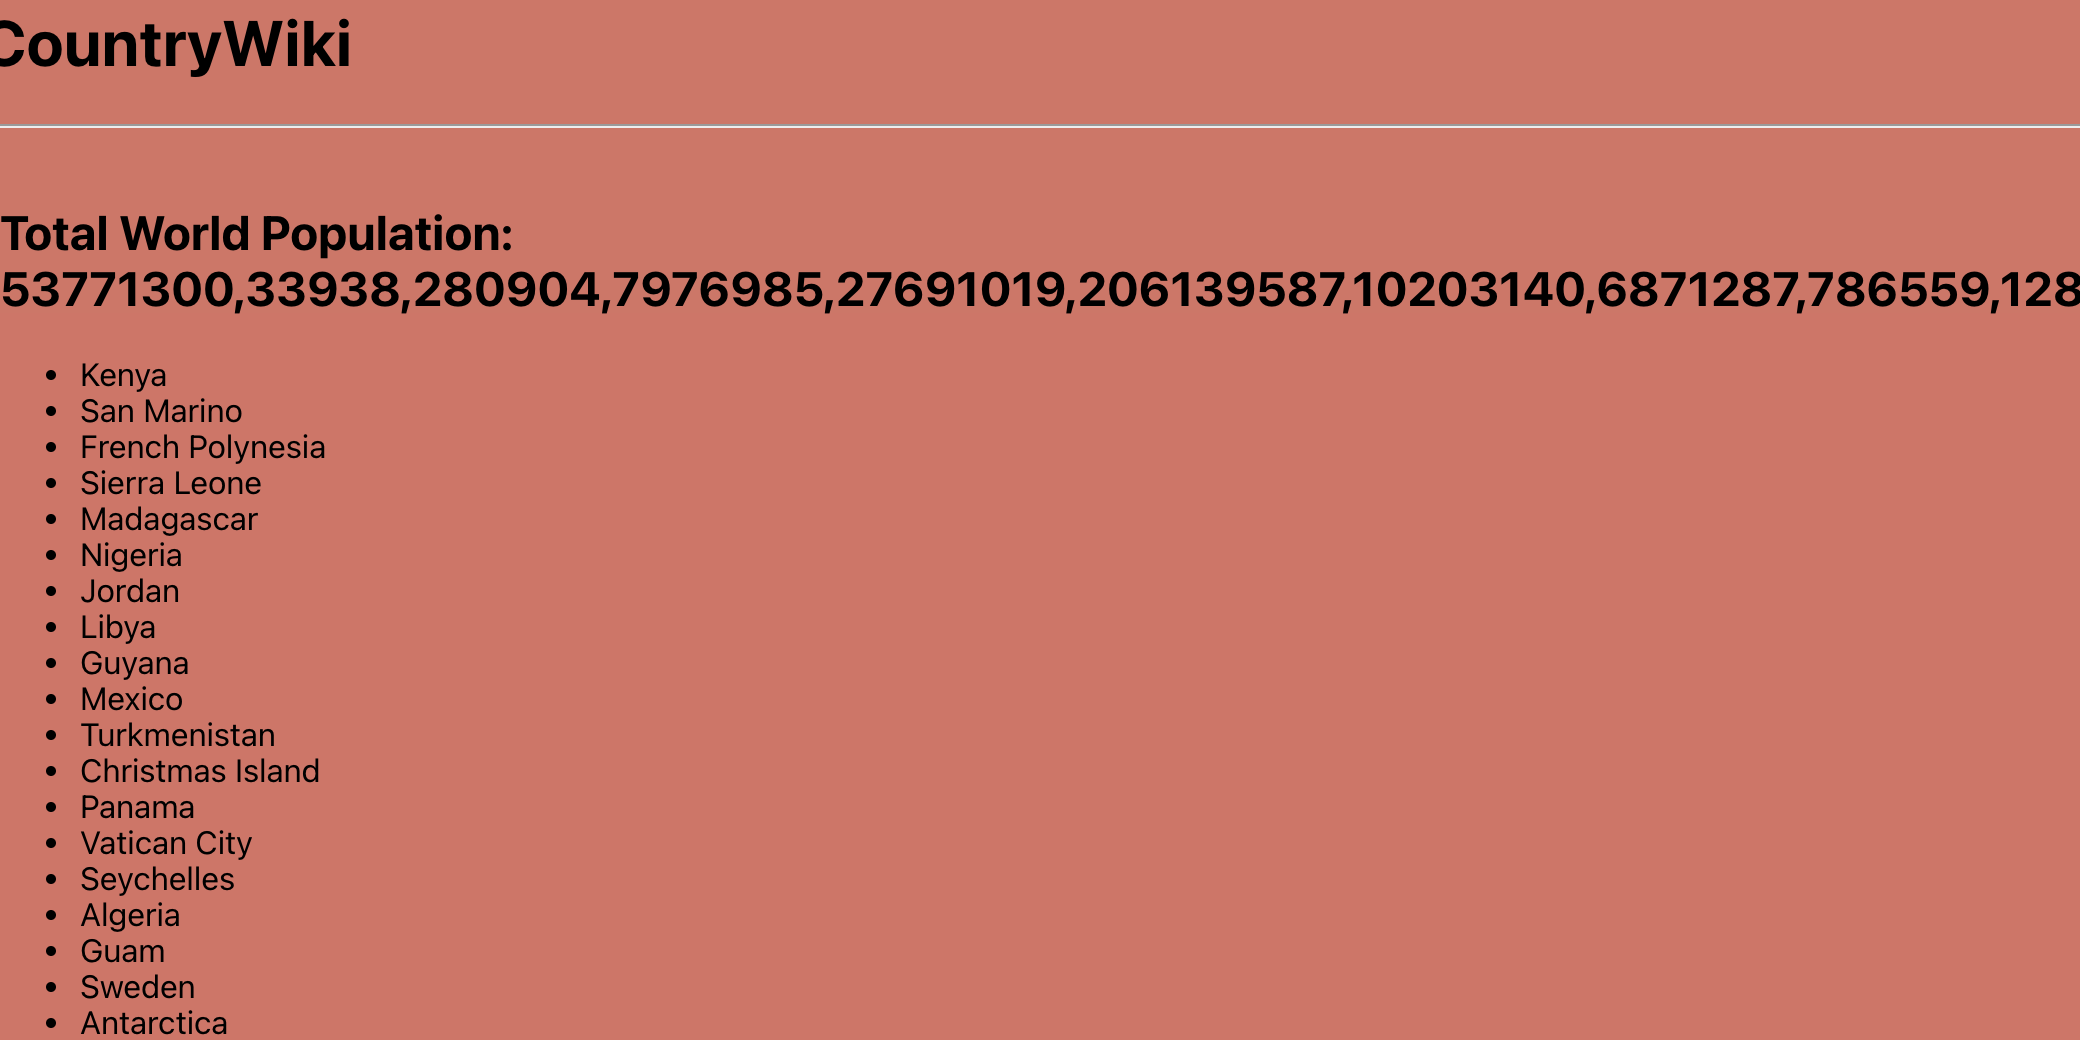 CountryWiki
Total World Population:
53771300,33938,280904,7976985,27691019,206139587,10203140,6871287,786559,128
Kenya
San Marino
French Polynesia
Sierra Leone
Madagascar
Nigeria
Jordan
Libya
Guyana
Mexico
Turkmenistan
Christmas Island
Panama
Vatican City
Seychelles
Algeria
Guam
Sweden
Antarctica